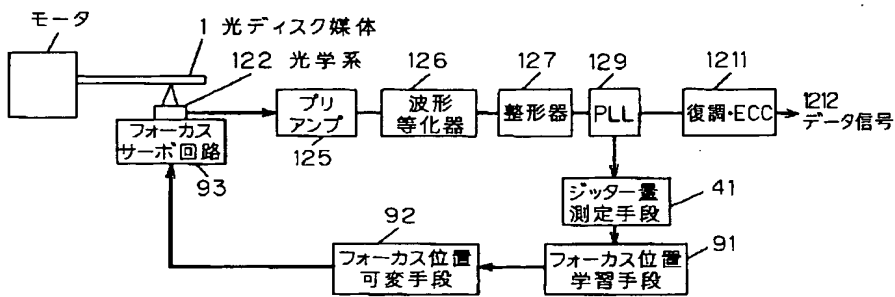 モータ
1 光ディスク媒体
122 光学系
フォーカス
サーボ回路
93
プリ
アンプ
125
126
波形
等化器
127
整形器
129
PLL
1211
復調・ECC
1212
データ信号
ジッター量
測定手段
41
フォーカス位置
学習手段
91
92
フォーカス位置
可変手段